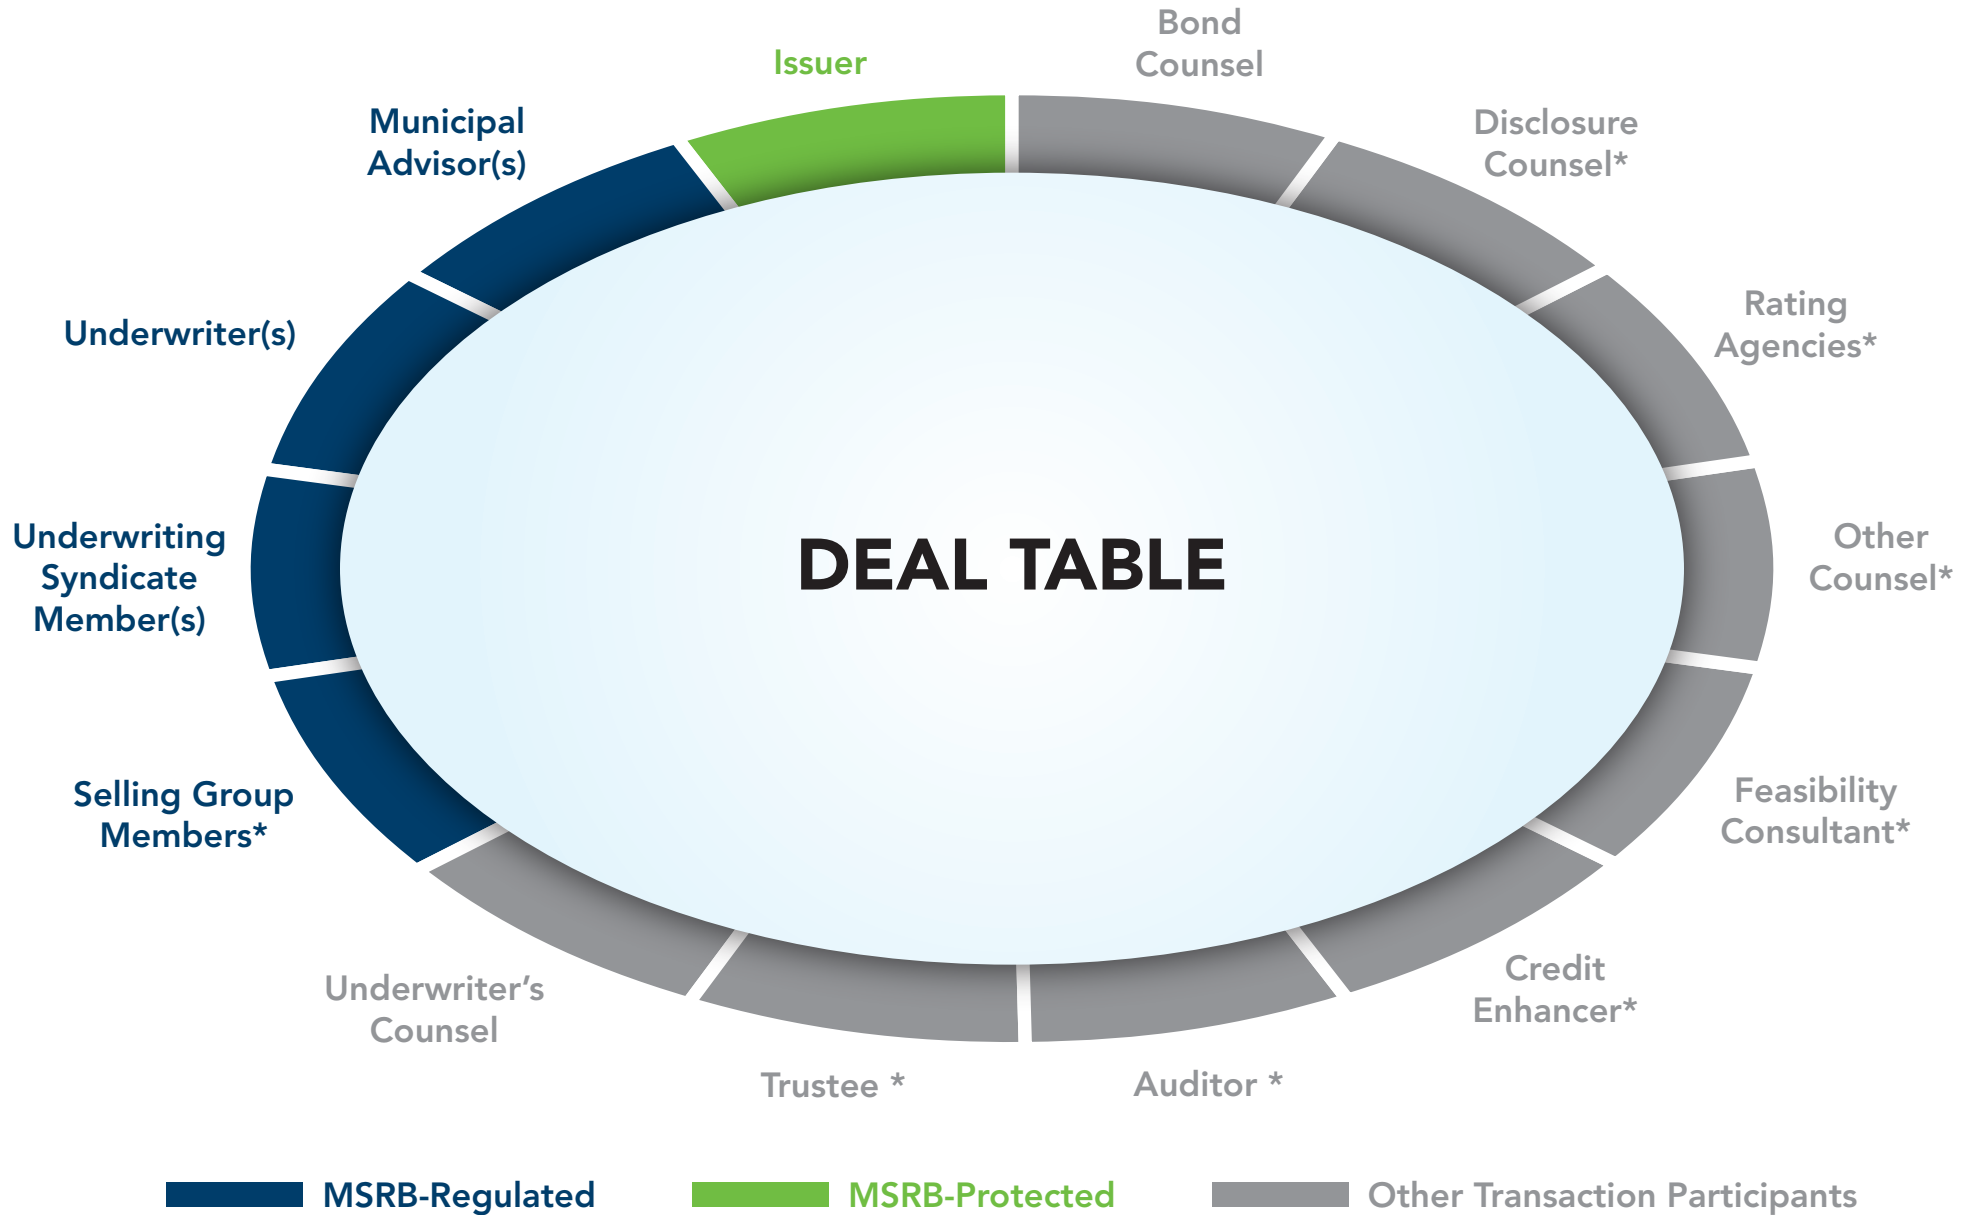 Bond
Counsel
Issuer
Municipal
Advisor(s)
Disclosure
Counsel*
Underwriter(s)
Rating
Agencies*
Underwriting
Syndicate
Member(s)
DEAL TABLE
Other
Counsel*
Selling Group
Members*
Feasibility
Consultant*
Underwriter’s
Counsel
Credit
Enhancer*
Trustee *
Auditor *
MSRB-Regulated
MSRB-Protected
Other Transaction Participants